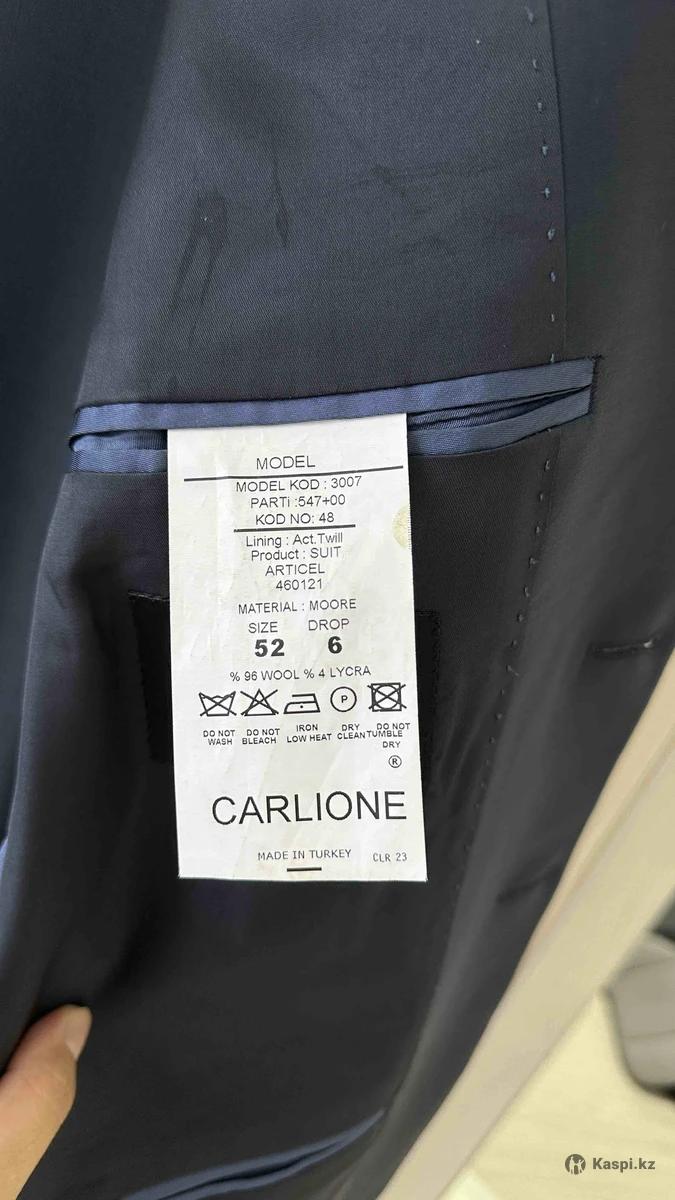 MODEL
MODEL KOD : 3007
PARTi :547+00
KOD NO: 48
Lining : Act.Twill
Product : SUIT
ARTICEL
460121
MATERIAL : MOORE
SIZE DROP
52 6
% 96 WOOL % 4 LYCRA
P
DO NOT WASH
DO NOT BLEACH
IRON LOW HEAT
DRY CLEAN
DO NOT TUMBLE DRY
®
CARLIONE
MADE IN TURKEY CLR 23
Kaspi.kz